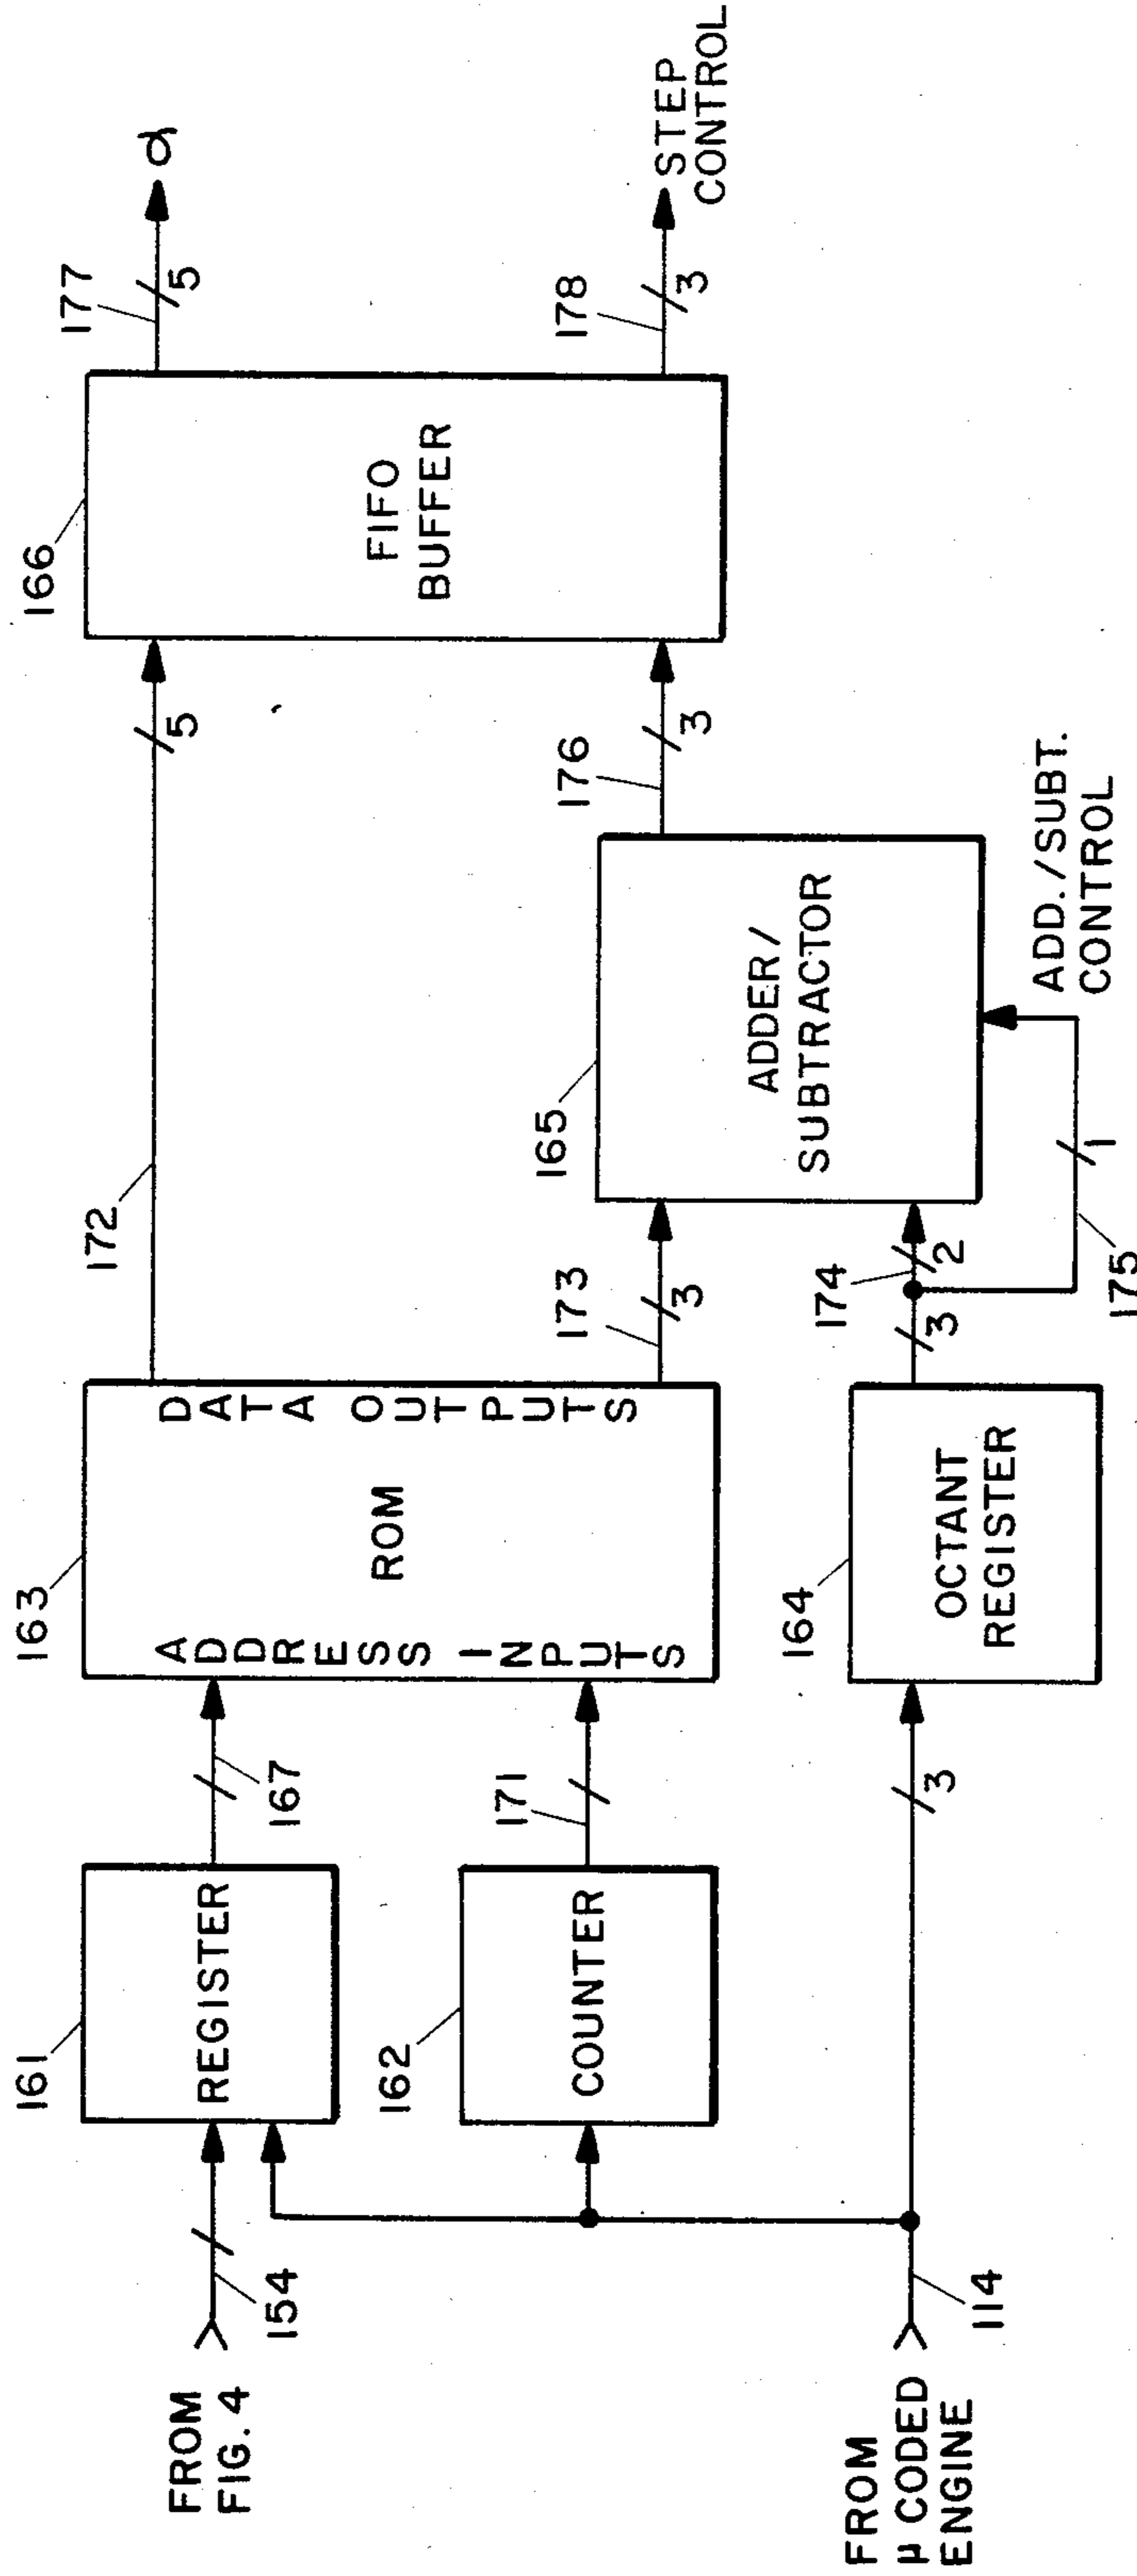 FROM
FIG. 4
154
161
REGISTER
167
162
COUNTER
171
163
ADDRESS INPUTS
ROM
DATA OUTPUTS
172
5
173
3
FROM
μ CODED
ENGINE
114
3
164
OCTANT
REGISTER
3
174
2
175
1
ADD./SUBT.
CONTROL
165
ADDER/
SUBTRACTOR
176
3
166
FIFO
BUFFER
177
5
α
178
3
STEP
CONTROL